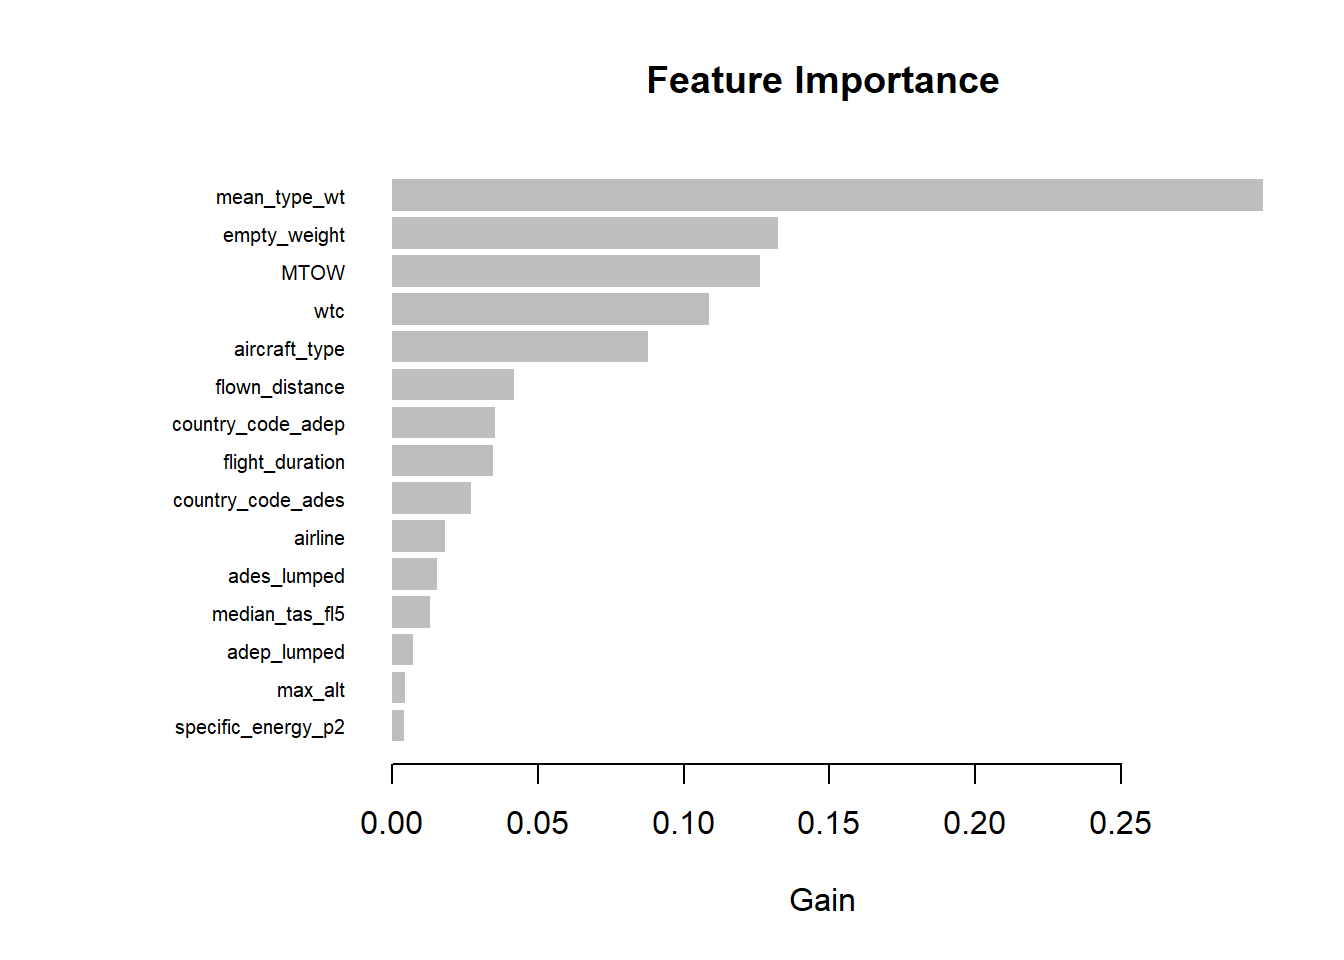 Feature Importance
mean_type_wt
empty_weight
MTOW
wtc
aircraft_type
flown_distance
country_code_adep
flight_duration
country_code_ades
airline
ades_lumped
median_tas_fl5
adep_lumped
max_alt
specific_energy_p2
0.00 0.05 0.10 0.15 0.20 0.25
Gain